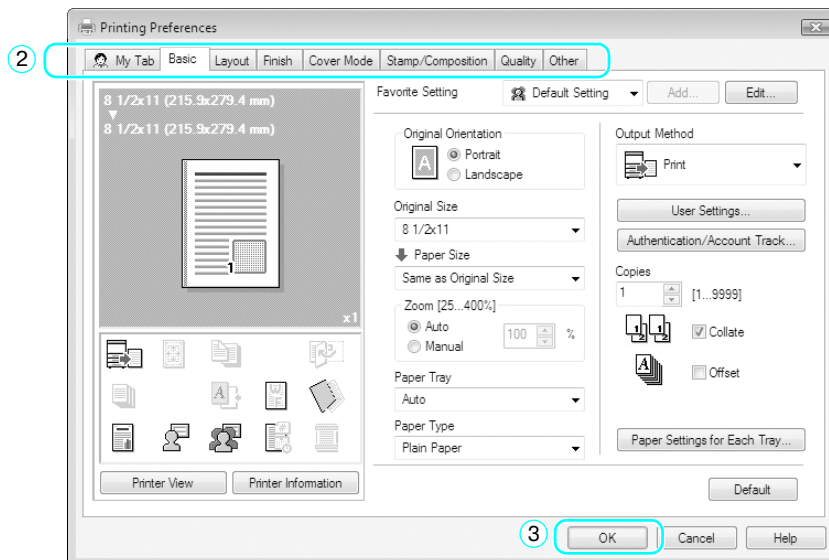 Printing Preferences
2
My Tab Basic Layout Finish Cover Mode Stamp/Composition Quality Other
8 1/2x11 (215.9x279.4 mm)
8 1/2x11 (215.9x279.4 mm)
1
x1
Printer View Printer Information
Favorite Setting Default Setting Add... Edit...
Original Orientation
A
Portrait
Landscape
Original Size
8 1/2x11
Paper Size
Same as Original Size
Zoom [25...400%]
Auto
Manual
100 %
Paper Tray
Auto
Paper Type
Plain Paper
Output Method
Print
User Settings...
Authentication/Account Track...
Copies
1 [1...9999]
Collate
Offset
Paper Settings for Each Tray...
Default
3
OK Cancel Help